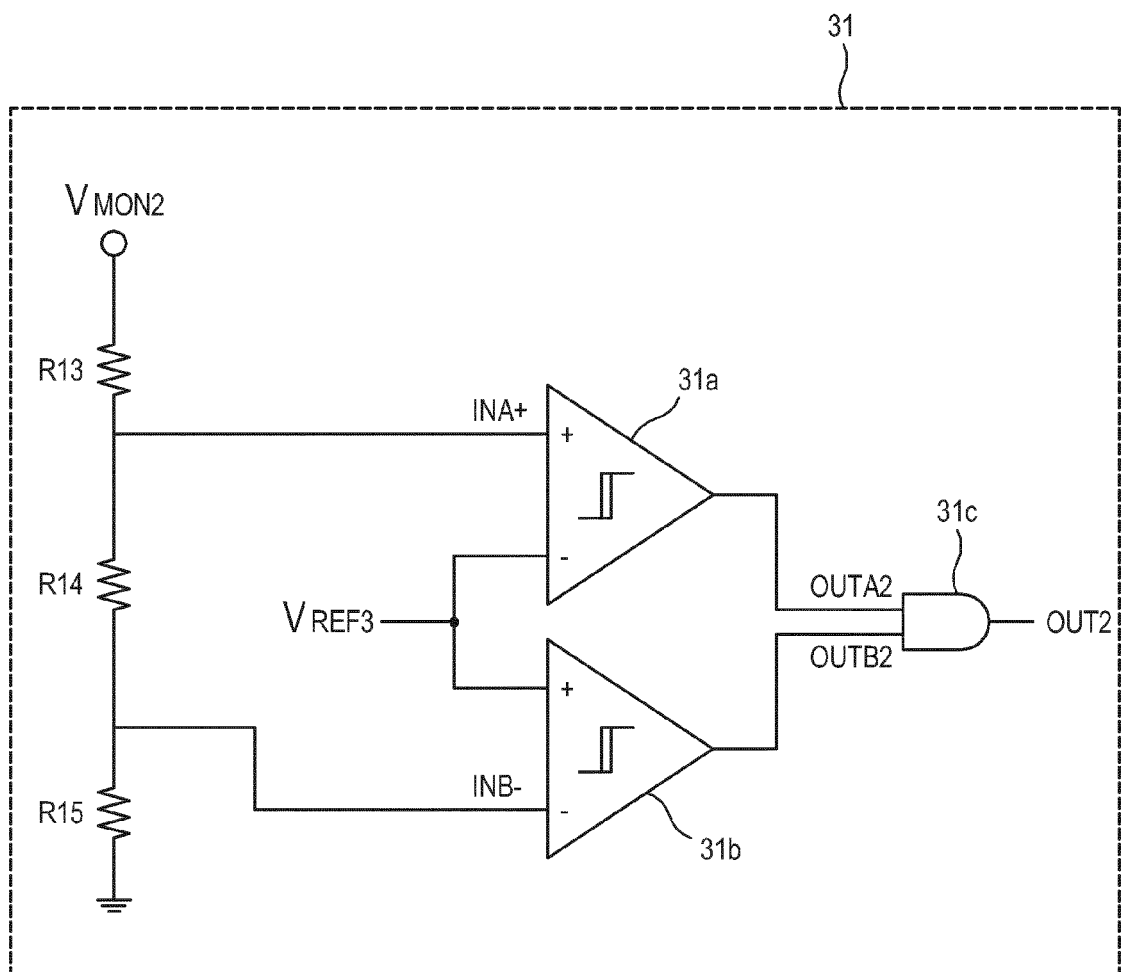 31
VMON2
R13
INA+
31a
+
-
31c
R14
OUTA2
VREF3
OUT2
OUTB2
+
INB-
-
R15
31b